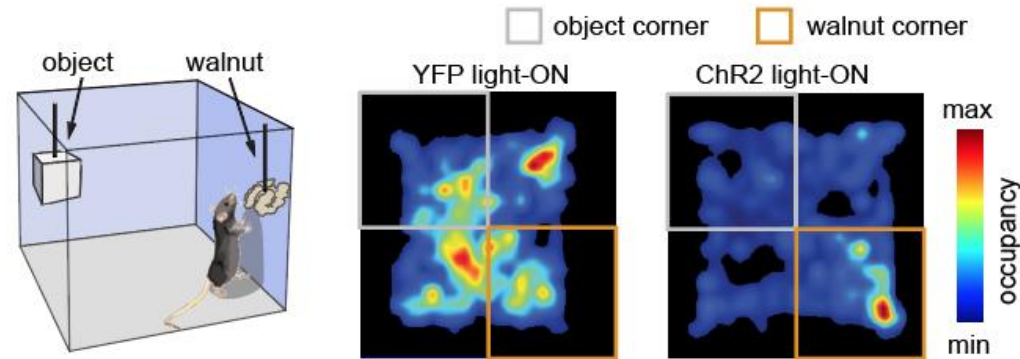 object corner
walnut corner
object
walnut
YFP light-ON
ChR2 light-ON
max
occupancy
min